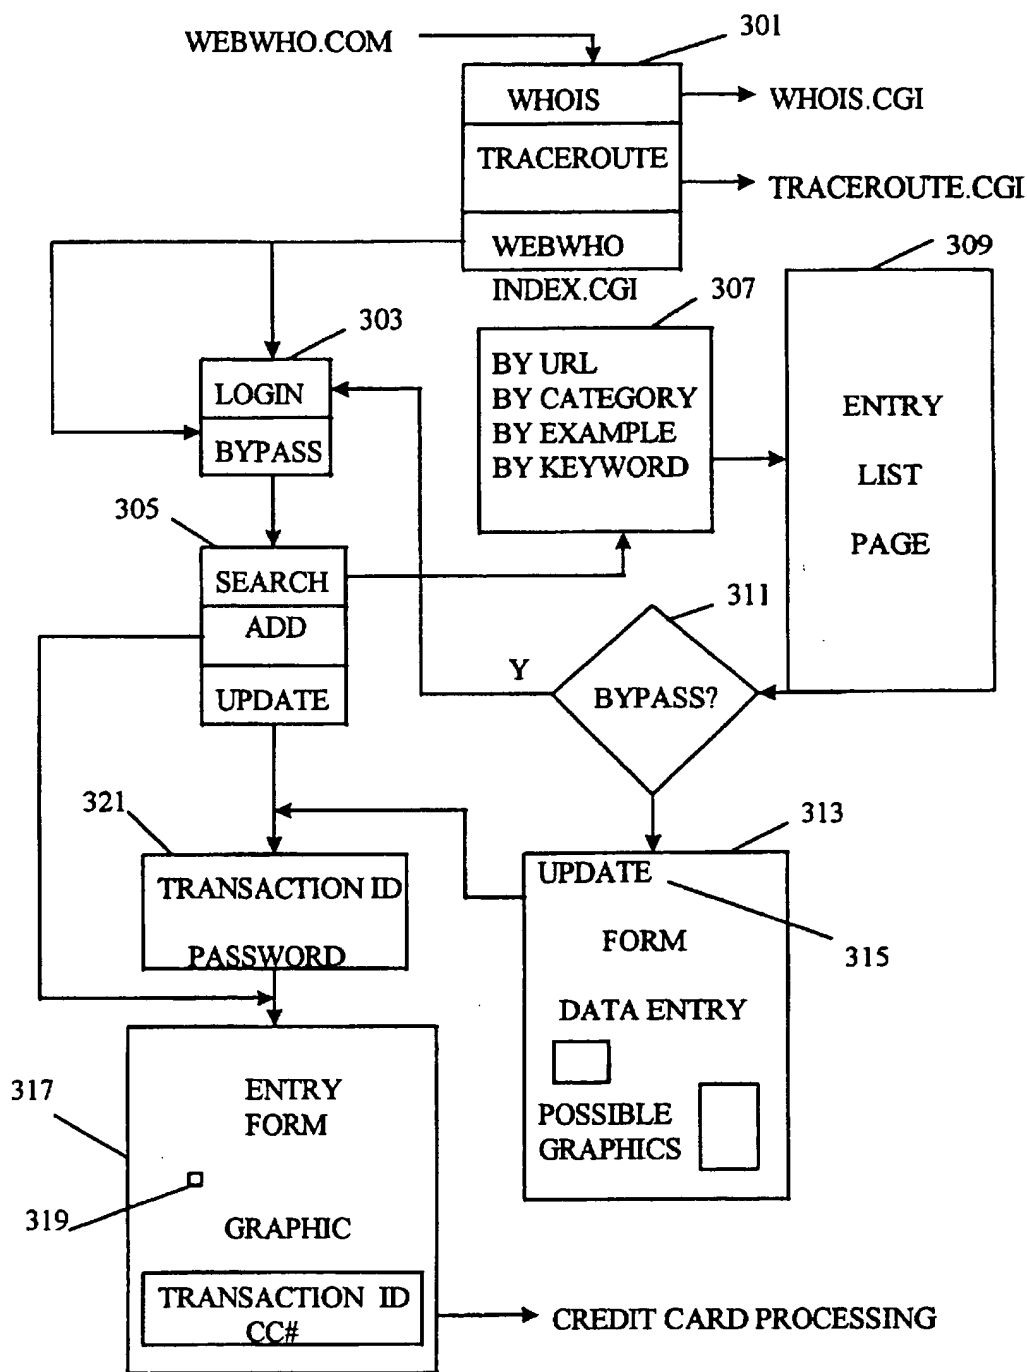 WEBWHO.COM
301
WHOIS
WHOIS.CGI
TRACEROUTE
TRACEROUTE.CGI
WEBWHO
INDEX.CGI
309
307
303
BY URL
BY CATEGORY
BY EXAMPLE
BY KEYWORD
LOGIN
BYPASS
ENTRY
LIST
PAGE
305
SEARCH
ADD
UPDATE
311
Y
BYPASS?
321
TRANSACTION ID
PASSWORD
313
UPDATE
FORM
315
DATA ENTRY
POSSIBLE
GRAPHICS
317
ENTRY
FORM
319
GRAPHIC
TRANSACTION ID
CC#
CREDIT CARD PROCESSING